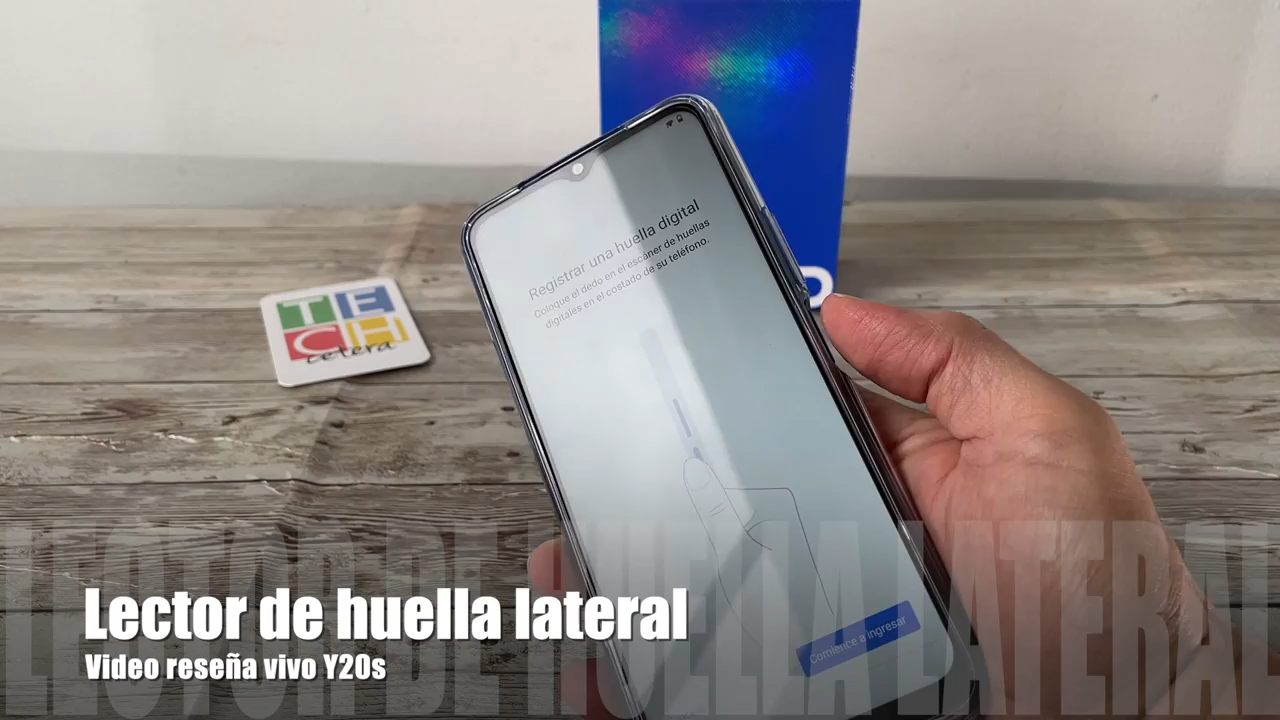 Registrar una huella digital
Coloque el dedo en el escáner de huellas
digitales en el costado de su teléfono.
TE
CH
cetera
Comience a ingresar
LECTOR DE HUELLA LATERAL
Lector de huella lateral
Video reseña vivo Y20s